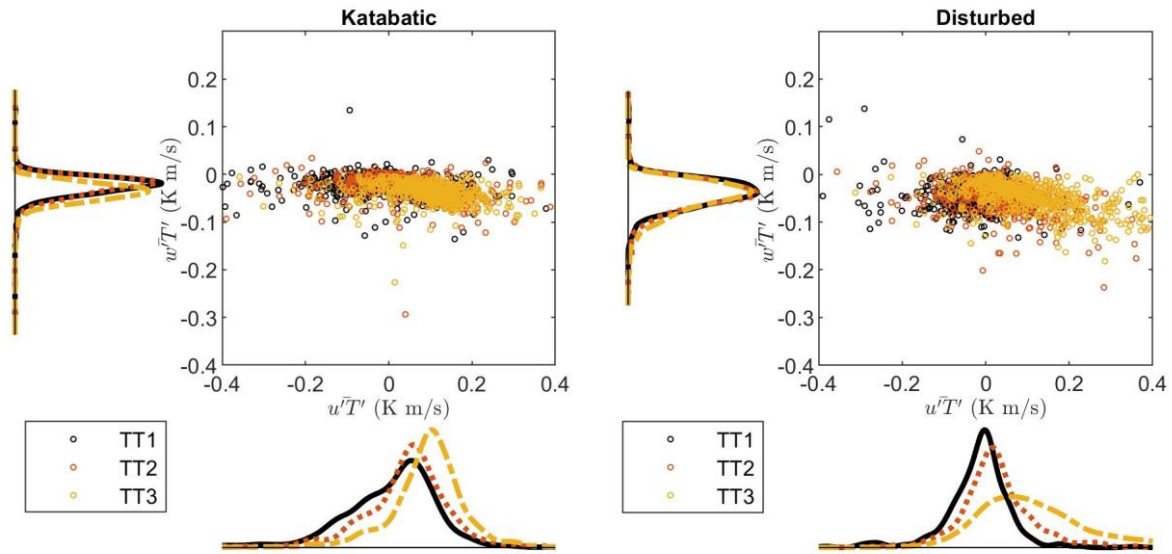 Katabatic
0.2
0.1
0
-0.1
-0.2
-0.3
-0.4
w'T' (K m/s)
-0.4 -0.2 0 0.2 0.4
u'T' (K m/s)
TT1
TT2
TT3
Disturbed
0.2
0.1
0
-0.1
-0.2
-0.3
-0.4
w'T' (K m/s)
-0.4 -0.2 0 0.2 0.4
u'T' (K m/s)
TT1
TT2
TT3